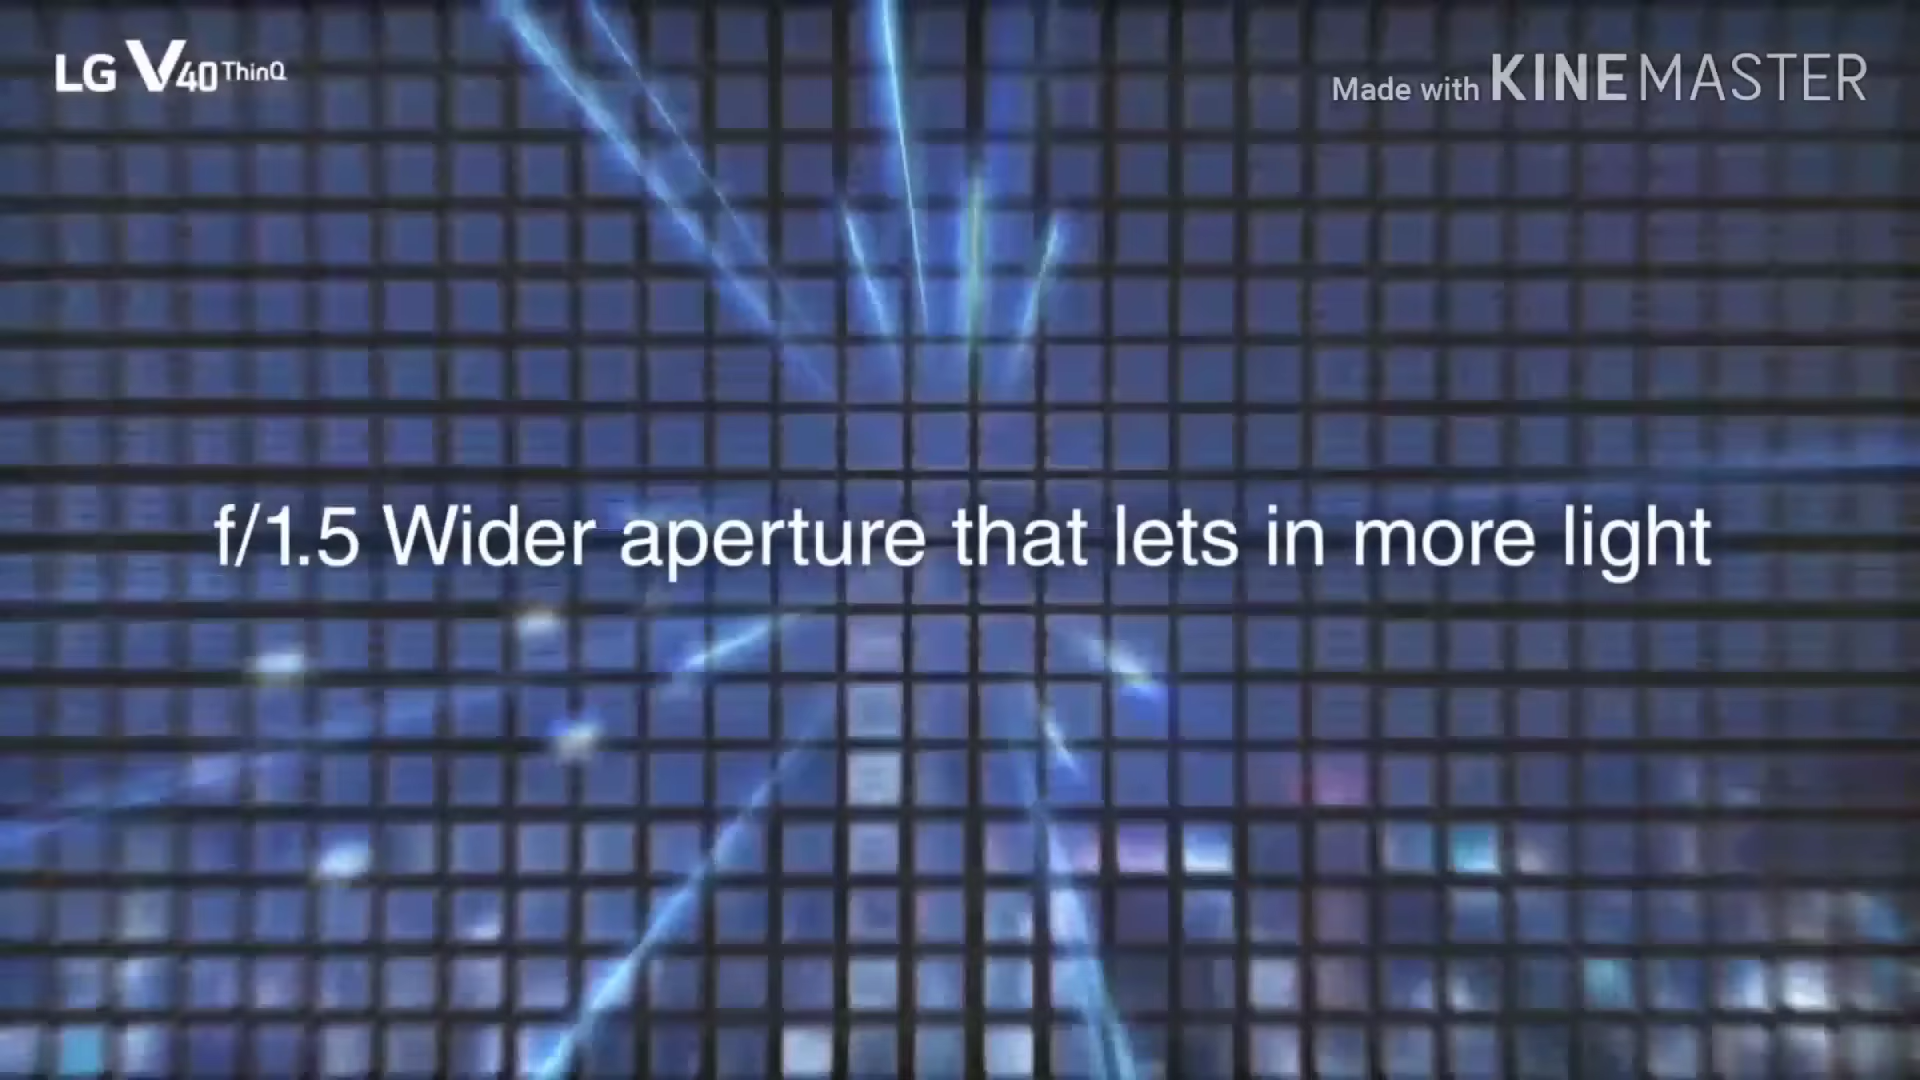 LG V40 ThinQ
Made with KINEMASTER
f/1.5 Wider aperture that lets in more light